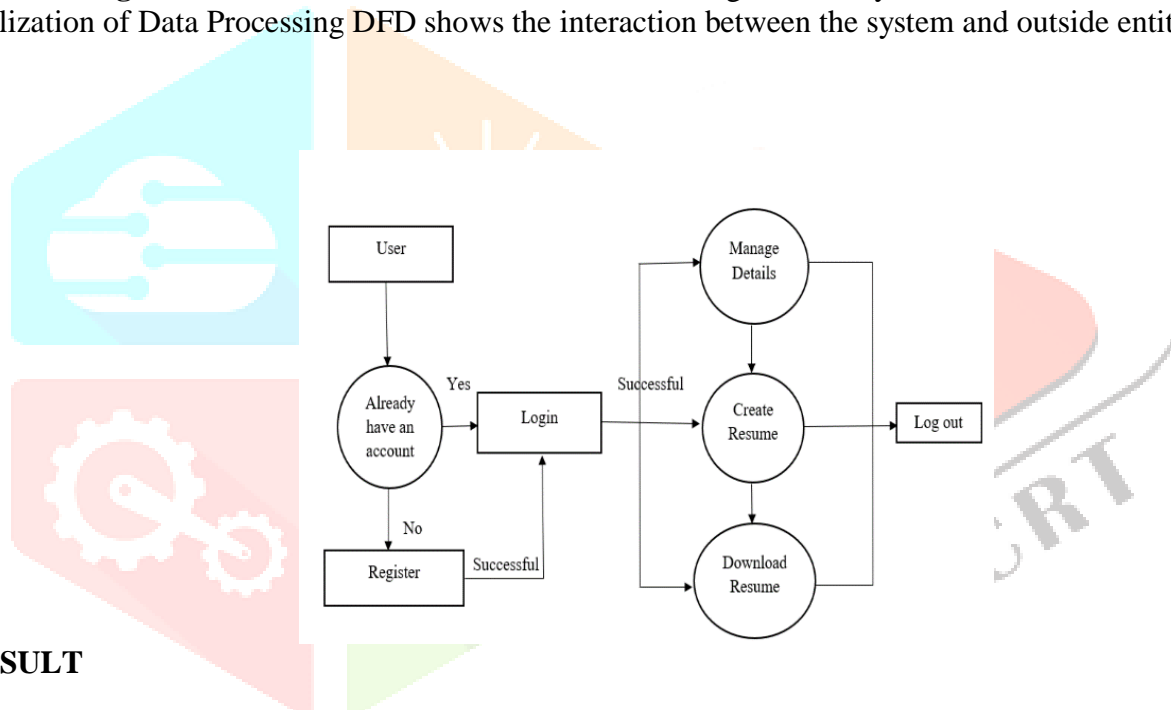 lization of Data Processing DFD shows the interaction between the system and outside entit
User
Manage
Details
Already
have an
account
Yes
Login
Successful
Create
Resume
Log out
No
Register
Successful
Download
Resume
CRT
SULT